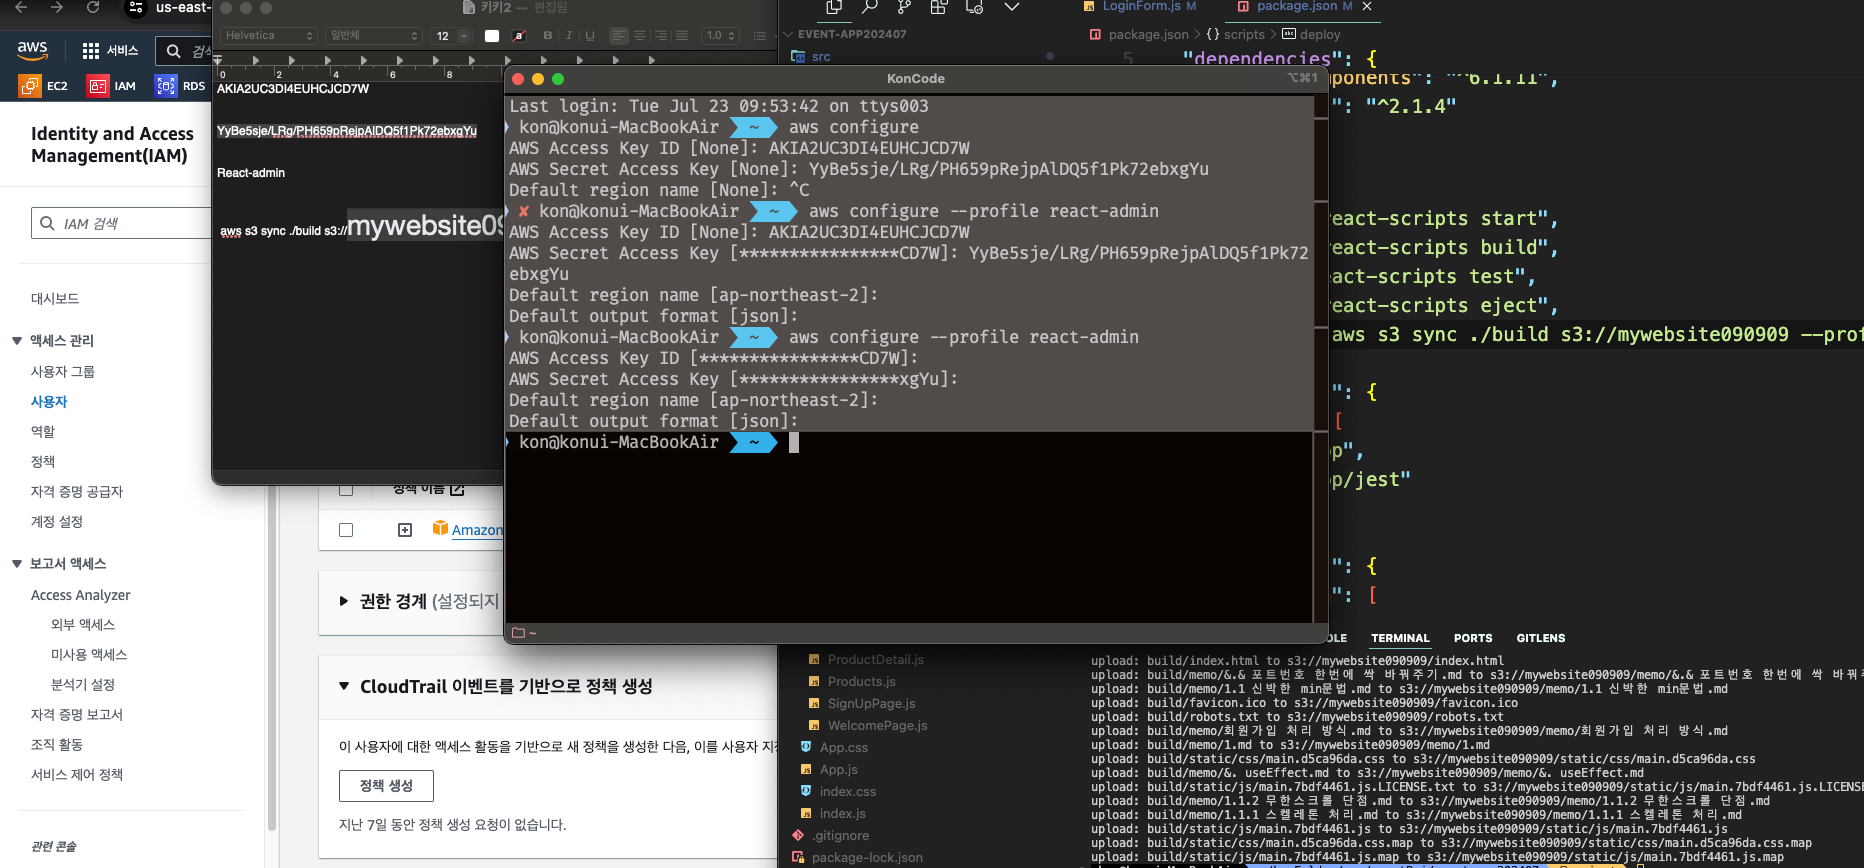 us-east-
키키2 — 편집됨
Helvetica
일반체
12
B I U
1.0
0 2 4 6 8
aws
서비스
EC2
IAM
RDS
[REDACTED]
[REDACTED]
React-admin
aws s3 sync ./build s3://mywebsite09
Identity and Access
Management(IAM)
IAM 검색
대시보드
액세스 관리
사용자 그룹
사용자
역할
정책
자격 증명 공급자
계정 설정
보고서 액세스
Access Analyzer
외부 액세스
미사용 액세스
분석기 설정
자격 증명 보고서
조직 활동
서비스 제어 정책
관련 콘솔
정책 이름
Amazon
권한 경계 (설정되지
CloudTrail 이벤트를 기반으로 정책 생성
이 사용자에 대한 액세스 활동을 기반으로 새 정책을 생성한 다음, 이를 사용자 지정
정책 생성
지난 7일 동안 정책 생성 요청이 없습니다.
KonCode
⌥⌘1
Last login: Tue Jul 23 09:53:42 on ttys003
kon@konui-MacBookAir ~ aws configure
AWS Access Key ID [None]: [REDACTED]
AWS Secret Access Key [None]: [REDACTED]
Default region name [None]: ^C
✘ kon@konui-MacBookAir ~ aws configure --profile react-admin
AWS Access Key ID [None]: [REDACTED]
AWS Secret Access Key [****************CD7W]: [REDACTED]
Default region name [ap-northeast-2]:
Default output format [json]:
kon@konui-MacBookAir ~ aws configure --profile react-admin
AWS Access Key ID [****************CD7W]:
AWS Secret Access Key [****************xgYu]:
Default region name [ap-northeast-2]:
Default output format [json]:
kon@konui-MacBookAir ~
~
LoginForm.js M
package.json M
EVENT-APP202407
src
package.json > {} scripts > deploy
5 "dependencies": {
ponents": "^6.1.11",
": "^2.1.4"
react-scripts start",
react-scripts build",
act-scripts test",
react-scripts eject",
aws s3 sync ./build s3://mywebsite090909 --prof
": {
[
pp",
pp/jest"
": {
": [
OLE
TERMINAL
PORTS
GITLENS
ProductDetail.js
Products.js
SignUpPage.js
WelcomePage.js
App.css
App.js
index.css
index.js
.gitignore
package-lock.json
upload: build/index.html to s3://mywebsite090909/index.html
upload: build/memo/&.& 포트번호 한번에 싹 바꿔주기.md to s3://mywebsite090909/memo/&.& 포트번호 한번에 싹 바꿔주
upload: build/memo/1.1 신박한 min문법.md to s3://mywebsite090909/memo/1.1 신박한 min문법.md
upload: build/favicon.ico to s3://mywebsite090909/favicon.ico
upload: build/robots.txt to s3://mywebsite090909/robots.txt
upload: build/memo/회원가입 처리 방식.md to s3://mywebsite090909/memo/회원가입 처리 방식.md
upload: build/memo/1.md to s3://mywebsite090909/memo/1.md
upload: build/static/css/main.d5ca96da.css to s3://mywebsite090909/static/css/main.d5ca96da.css
upload: build/memo/&. useEffect.md to s3://mywebsite090909/memo/&. useEffect.md
upload: build/static/js/main.7bdf4461.js.LICENSE.txt to s3://mywebsite090909/static/js/main.7bdf4461.js.LICENSE
upload: build/memo/1.1.2 무한스크롤 단점.md to s3://mywebsite090909/memo/1.1.2 무한스크롤 단점.md
upload: build/memo/1.1.1 스켈레톤 처리.md to s3://mywebsite090909/memo/1.1.1 스켈레톤 처리.md
upload: build/static/js/main.7bdf4461.js to s3://mywebsite090909/static/js/main.7bdf4461.js
upload: build/static/css/main.d5ca96da.css.map to s3://mywebsite090909/static/css/main.d5ca96da.css.map
upload: build/static/js/main.7bdf4461.js.map to s3://mywebsite090909/static/js/main.7bdf4461.js.map